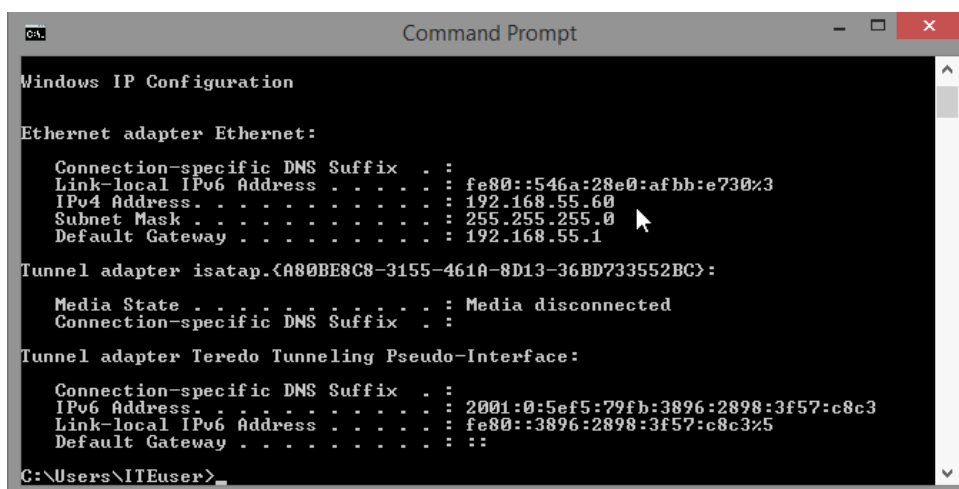 Command Prompt
Windows IP Configuration
Ethernet adapter Ethernet:
Connection-specific DNS Suffix . :
Link-local IPv6 Address . . . . . : fe80::546a:28e0:afbb:e730%3
IPv4 Address. . . . . . . . . . . : 192.168.55.60
Subnet Mask . . . . . . . . . . . : 255.255.255.0
Default Gateway . . . . . . . . . : 192.168.55.1
Tunnel adapter isatap.{A80BE8C8-3155-461A-8D13-36BD733552BC}:
Media State . . . . . . . . . . . : Media disconnected
Connection-specific DNS Suffix . :
Tunnel adapter Teredo Tunneling Pseudo-Interface:
Connection-specific DNS Suffix . :
IPv6 Address. . . . . . . . . . . : 2001:0:5ef5:79fb:3896:2898:3f57:c8c3
Link-local IPv6 Address . . . . . : fe80::3896:2898:3f57:c8c3%5
Default Gateway . . . . . . . . . : ::
C:\Users\ITEuser>_